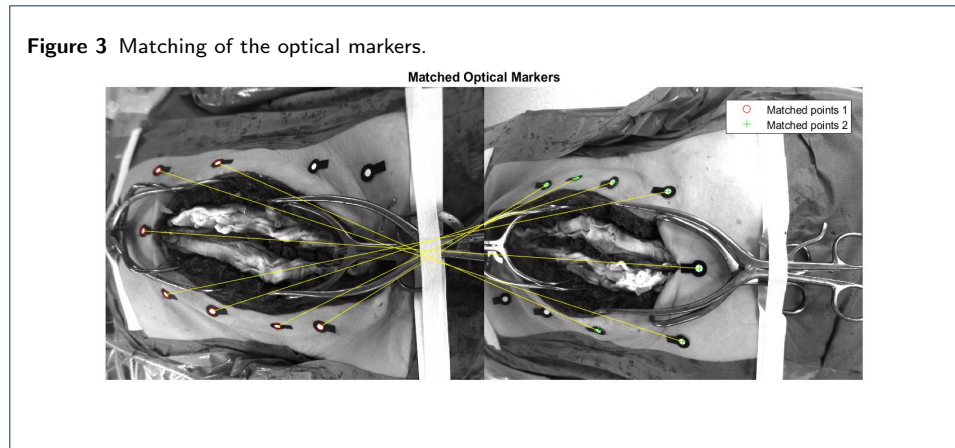 Figure 3 Matching of the optical markers.
Matched Optical Markers
Matched points 1
Matched points 2